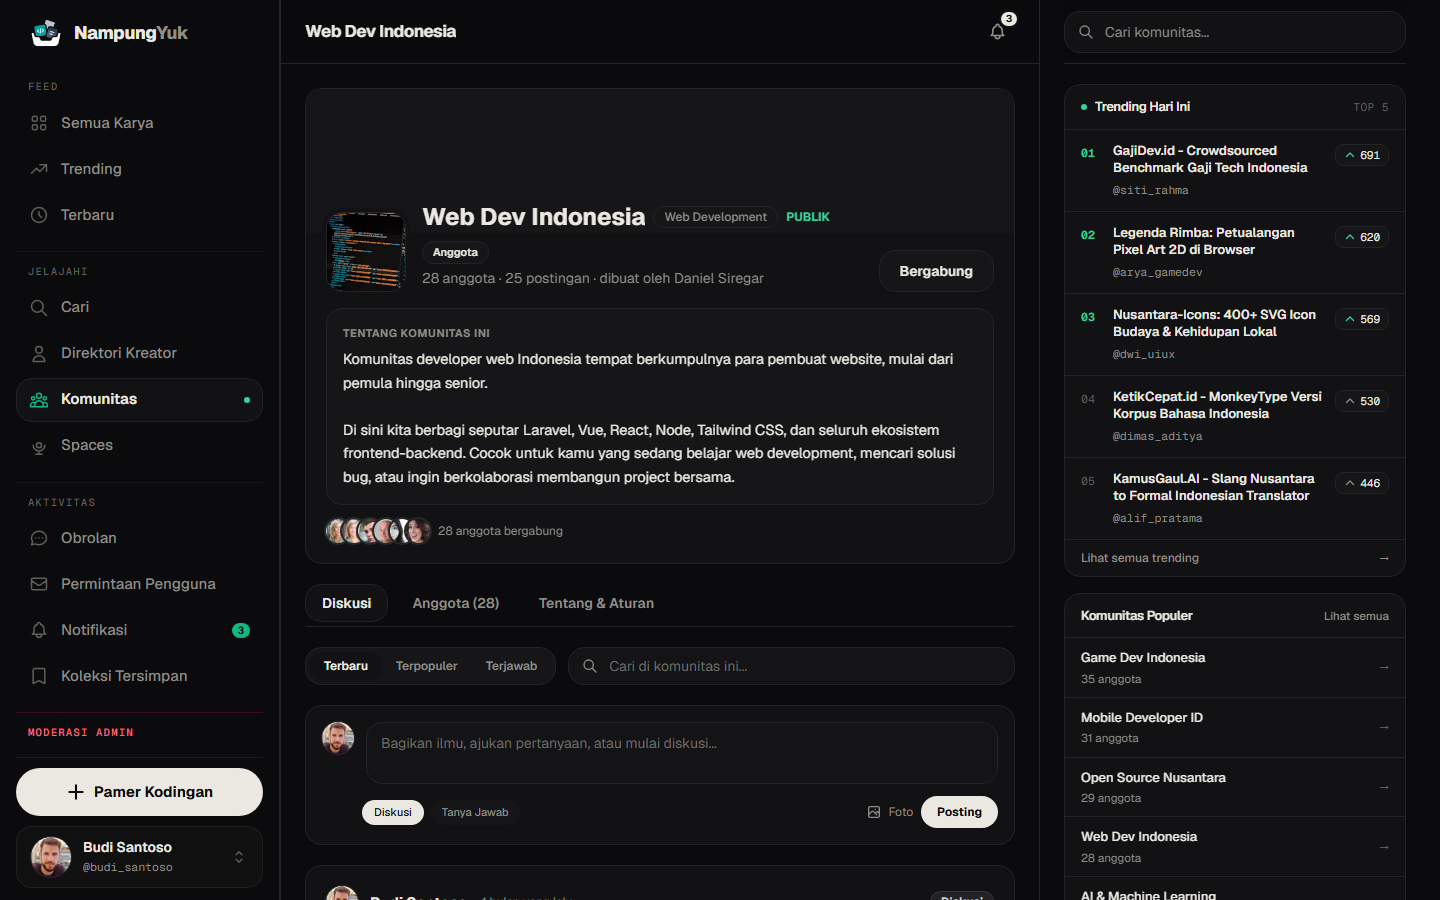 NampungYuk
FEED
Semua Karya
Trending
Terbaru
JELAJAHI
Cari
Direktori Kreator
Komunitas
Spaces
AKTIVITAS
Obrolan
Permintaan Pengguna
Notifikasi 3
Koleksi Tersimpan
MODERASI ADMIN
Pamer Kodingan
Budi Santoso
@budi_santoso
Web Dev Indonesia
3
Web Dev Indonesia Web Development PUBLIK
Anggota
28 anggota · 25 postingan · dibuat oleh Daniel Siregar
Bergabung
TENTANG KOMUNITAS INI
Komunitas developer web Indonesia tempat berkumpulnya para pembuat website, mulai dari
pemula hingga senior.
Di sini kita berbagi seputar Laravel, Vue, React, Node, Tailwind CSS, dan seluruh ekosistem
frontend-backend. Cocok untuk kamu yang sedang belajar web development, mencari solusi
bug, atau ingin berkolaborasi membangun project bersama.
28 anggota bergabung
Diskusi Anggota (28) Tentang & Aturan
Terbaru Terpopuler Terjawab
Cari di komunitas ini...
Bagikan ilmu, ajukan pertanyaan, atau mulai diskusi...
Diskusi Tanya Jawab
Foto Posting
Budi Santoso
Diskusi
Cari komunitas...
Trending Hari Ini TOP 5
01 GajiDev.id - Crowdsourced
Benchmark Gaji Tech Indonesia
691
@siti_rahma
02 Legenda Rimba: Petualangan
Pixel Art 2D di Browser
620
@arya_gamedev
03 Nusantara-Icons: 400+ SVG Icon
Budaya & Kehidupan Lokal
569
@dwi_uiux
04 KetikCepat.id - MonkeyType Versi
Korpus Bahasa Indonesia
530
@dimas_aditya
05 KamusGaul.AI - Slang Nusantara
to Formal Indonesian Translator
446
@alif_pratama
Lihat semua trending →
Komunitas Populer Lihat semua
Game Dev Indonesia
35 anggota →
Mobile Developer ID
31 anggota →
Open Source Nusantara
29 anggota →
Web Dev Indonesia
28 anggota →
AI & Machine Learning